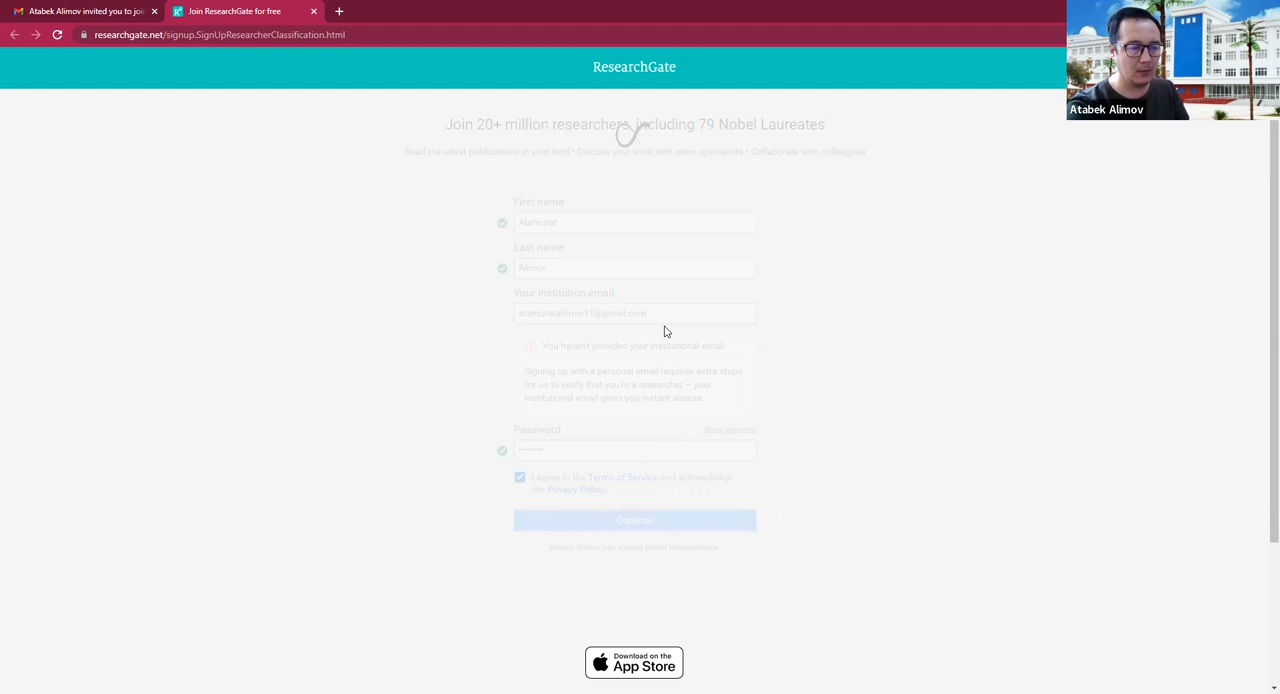 Atabek Alimov invited you to joi
Join ResearchGate for free
researchgate.net/signup.SignUpResearcherClassification.html
Atabek Alimov
ResearchGate
Join 20+ million researchers, including 79 Nobel Laureates
Read the latest publications in your field • Discuss your work with other specialists • Collaborate with colleagues
First name
Atamurat
Last name
Alimov
Your institution email
atamuratalimov11@gmail.com
You haven't provided your institutional email
Signing up with a personal email requires extra steps
for us to verify that you're a researcher – your
institutional email gives you instant access.
Password
Show password
••••••••
I agree to the Terms of Service and acknowledge
the Privacy Policy.
Continue
Atabek Alimov has already joined ResearchGate
Download on the
App Store